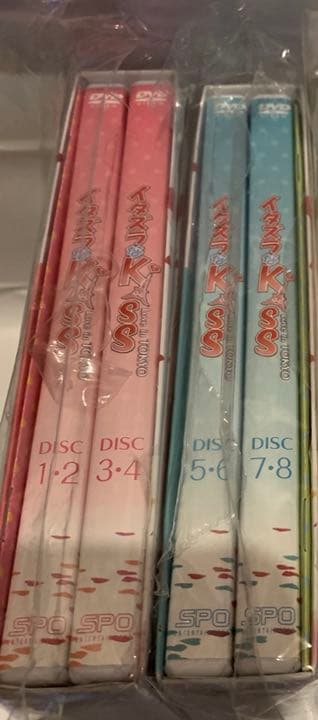 DVD
イタズラなKiss
Love in TOKYO
DISC
1・2
SPO
DVD
イタズラなKiss
Love in TOKYO
DISC
3・4
SPO
DVD
イタズラなKiss
Love in TOKYO
DISC
5・6
SPO
DVD
イタズラなKiss
Love in TOKYO
DISC
7・8
SPO